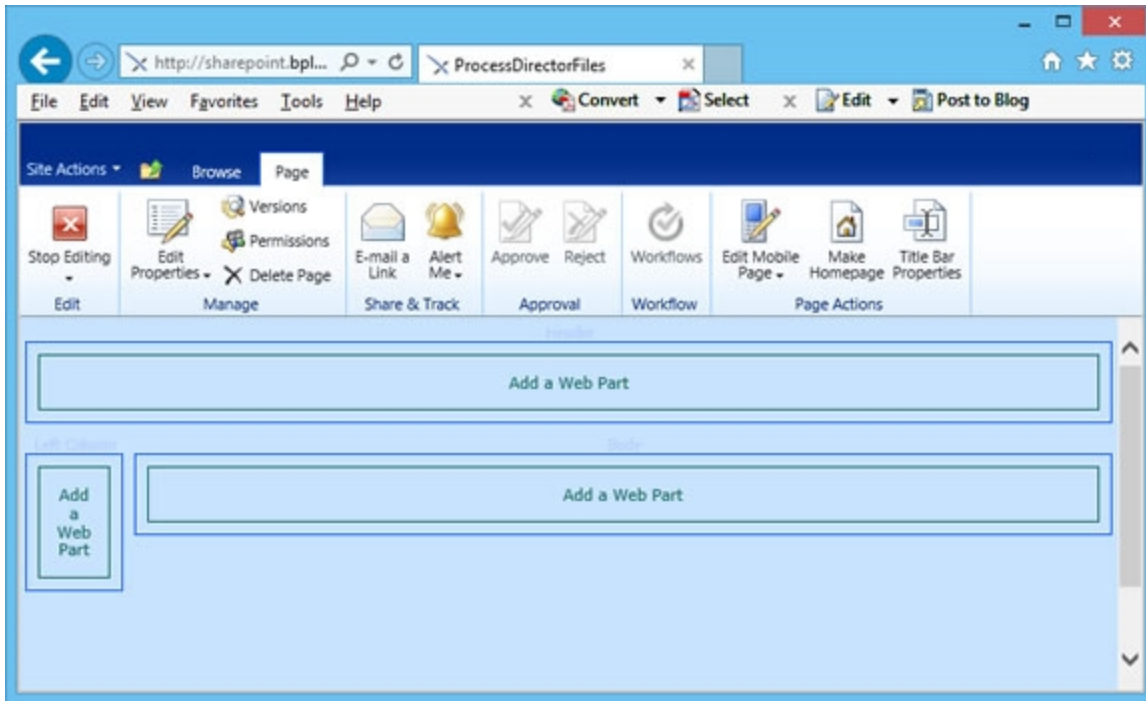 http://sharepoint.bpl... ProcessDirectorFiles
File Edit View Favorites Tools Help Convert Select Edit Post to Blog
Site Actions Browse Page
Stop Editing
Edit
Edit Properties
Versions
Permissions
Delete Page
Manage
E-mail a Link
Alert Me
Share & Track
Approve
Reject
Approval
Workflows
Workflow
Edit Mobile Page
Make Homepage
Title Bar Properties
Page Actions
Header
Add a Web Part
Left Column
Body
Add
a
Web
Part
Add a Web Part